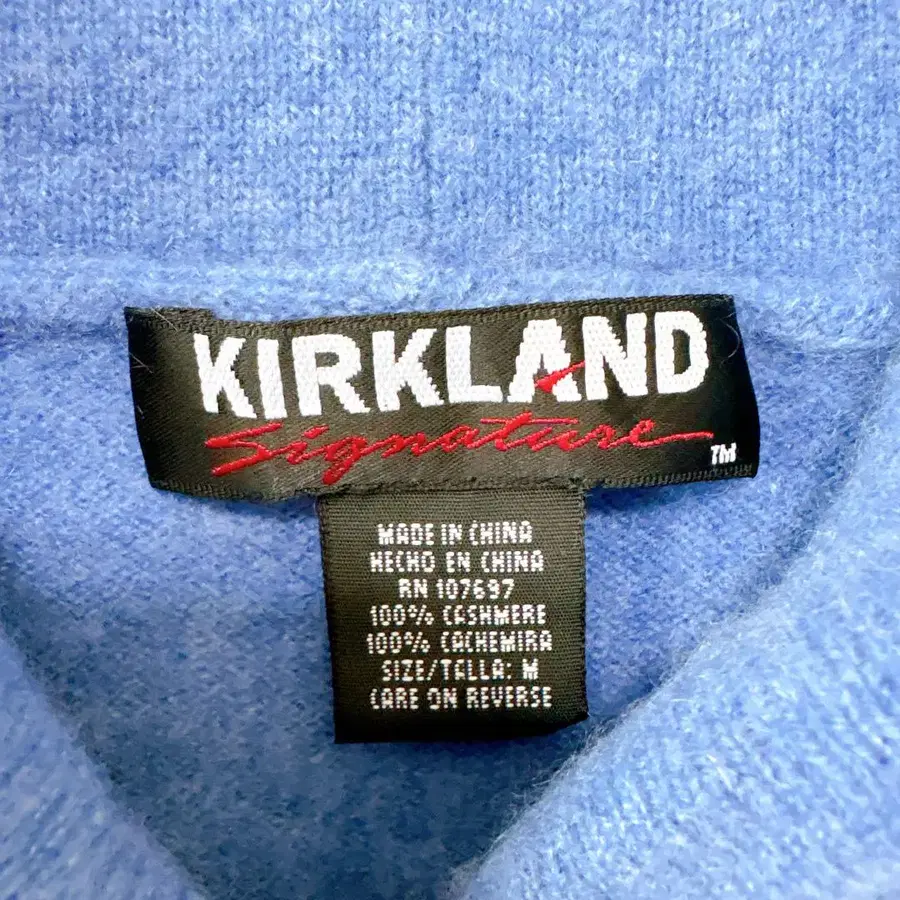 KIRKLAND
Signature
TM
MADE IN CHINA
HECHO EN CHINA
RN 107697
100% CASHMERE
100% CACHEMIRA
SIZE/TALLA: M
CARE ON REVERSE